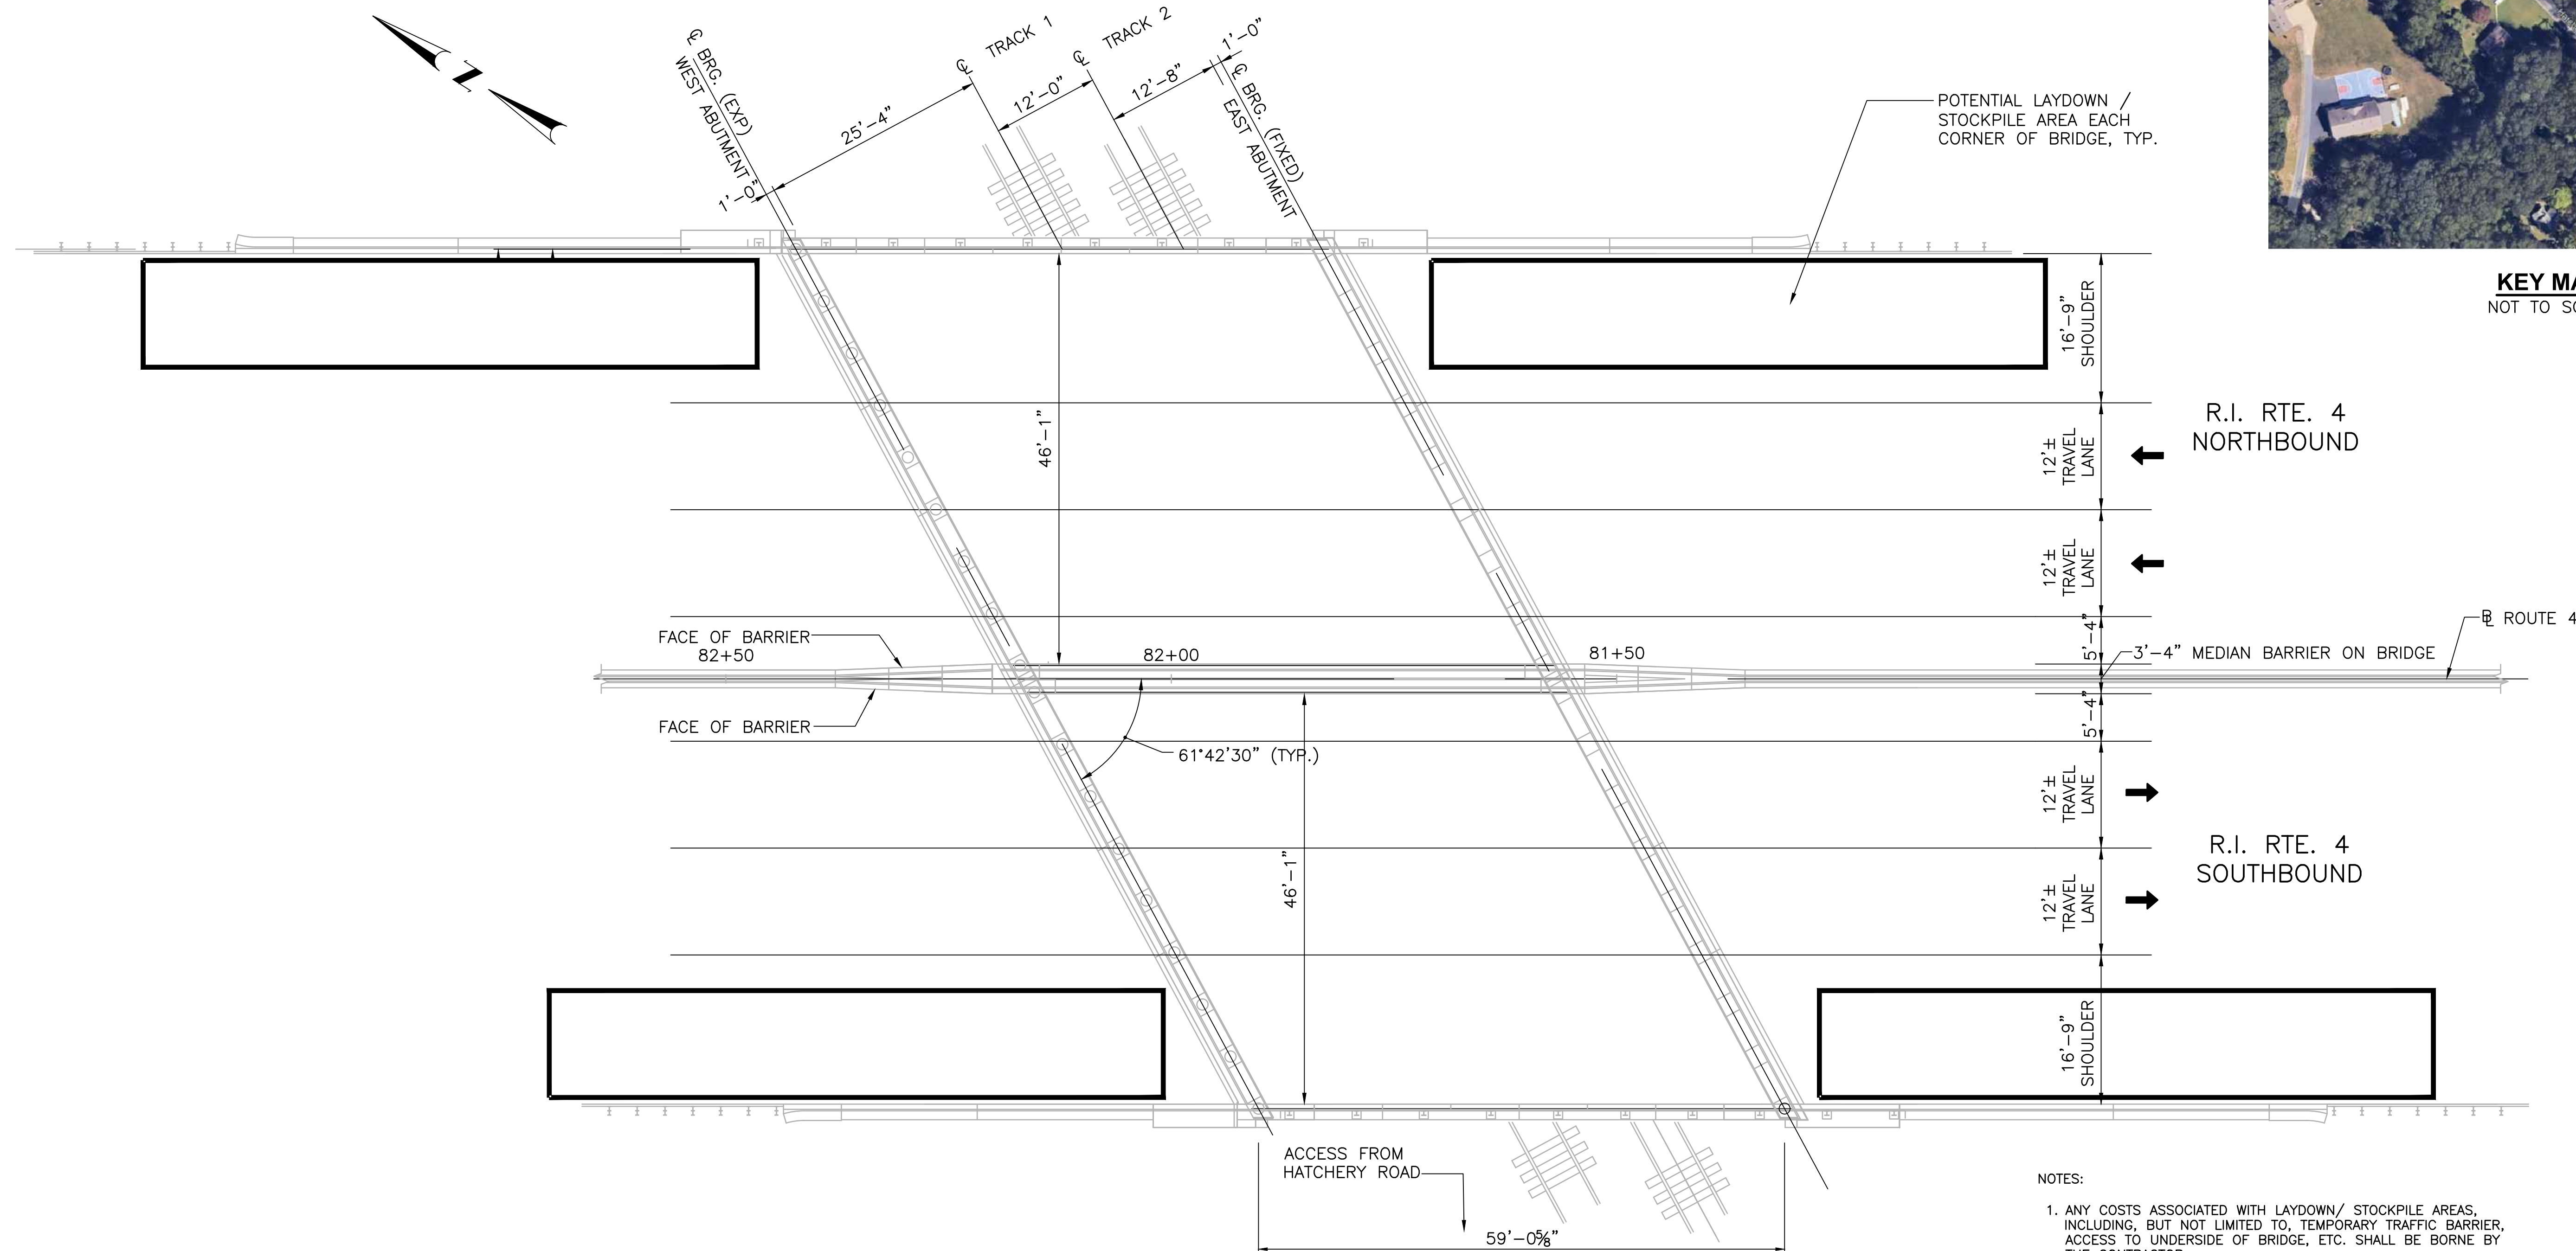 N
℄ BRG. (EXP)
WEST ABUTMENT
1'-0"
25'-4"
℄ TRACK 1
12'-0"
℄ TRACK 2
12'-8"
1'-0"
℄ BRG. (FIXED)
EAST ABUTMENT
POTENTIAL LAYDOWN /
STOCKPILE AREA EACH
CORNER OF BRIDGE, TYP.
KEY MA
NOT TO SC
16'-9"
SHOULDER
R.I. RTE. 4
NORTHBOUND
46'-1"
12'±
TRAVEL
LANE
12'±
TRAVEL
LANE
5'-4"
FACE OF BARRIER
82+50
82+00
81+50
3'-4" MEDIAN BARRIER ON BRIDGE
BL ROUTE 4
FACE OF BARRIER
5'-4"
61°42'30" (TYP.)
12'±
TRAVEL
LANE
46'-1"
12'±
TRAVEL
LANE
R.I. RTE. 4
SOUTHBOUND
16'-9"
SHOULDER
ACCESS FROM
HATCHERY ROAD
59'-0⅝"
NOTES:
1. ANY COSTS ASSOCIATED WITH LAYDOWN/ STOCKPILE AREAS,
INCLUDING, BUT NOT LIMITED TO, TEMPORARY TRAFFIC BARRIER,
ACCESS TO UNDERSIDE OF BRIDGE, ETC. SHALL BE BORNE BY
THE CONTRACTOR